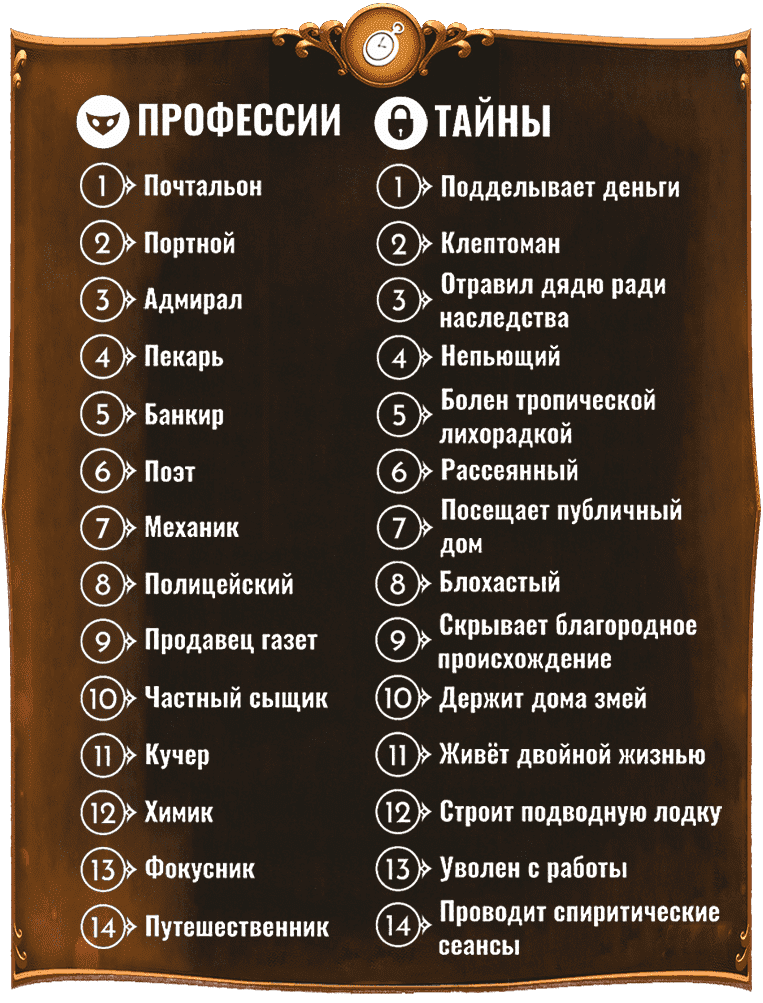 ПРОФЕССИИ
1 Почтальон
2 Портной
3 Адмирал
4 Пекарь
5 Банкир
6 Поэт
7 Механик
8 Полицейский
9 Продавец газет
10 Частный сыщик
11 Кучер
12 Химик
13 Фокусник
14 Путешественник
ТАЙНЫ
1 Подделывает деньги
2 Клептоман
3 Отравил дядю ради
наследства
4 Непьющий
5 Болен тропической
лихорадкой
6 Рассеянный
7 Посещает публичный
дом
8 Блохастый
9 Скрывает благородное
происхождение
10 Держит дома змей
11 Живёт двойной жизнью
12 Строит подводную лодку
13 Уволен с работы
14 Проводит спиритические
сеансы